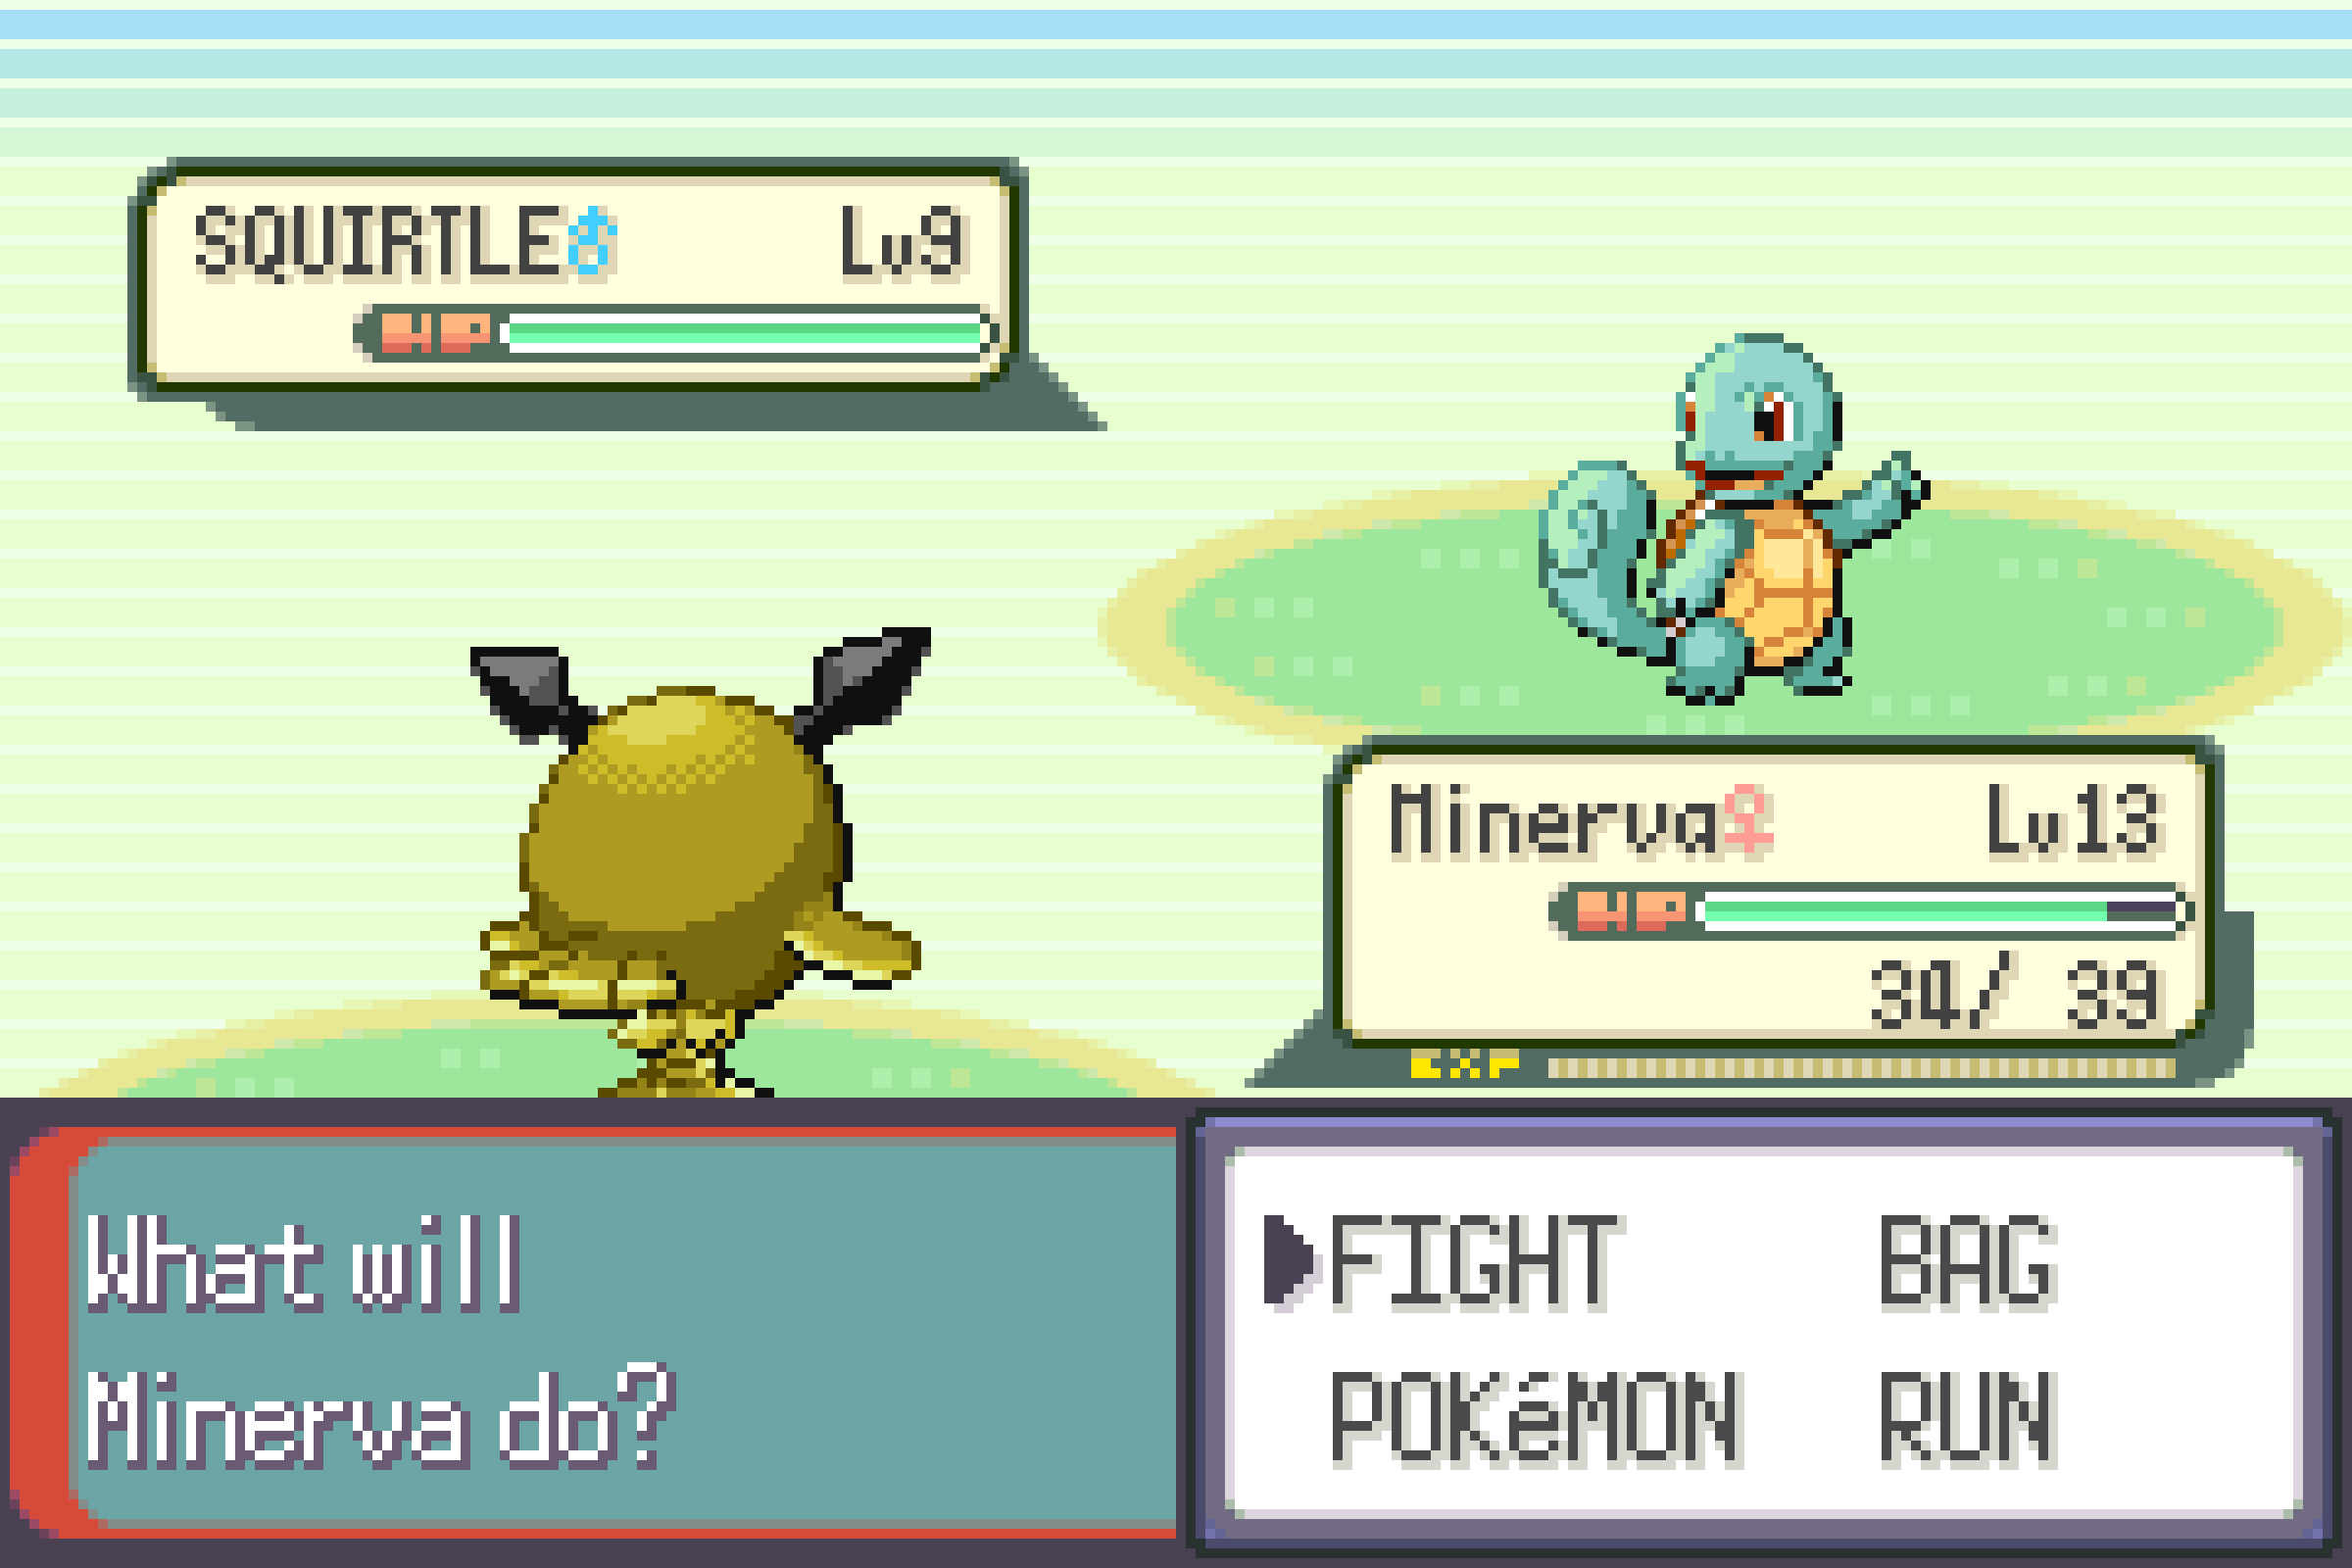 SQUIRTLE♂ Lv9
HP
Minerva♀ Lv13
HP
34/ 39
EXP
What will
Minerva do?
FIGHT BAG
POKéMON RUN